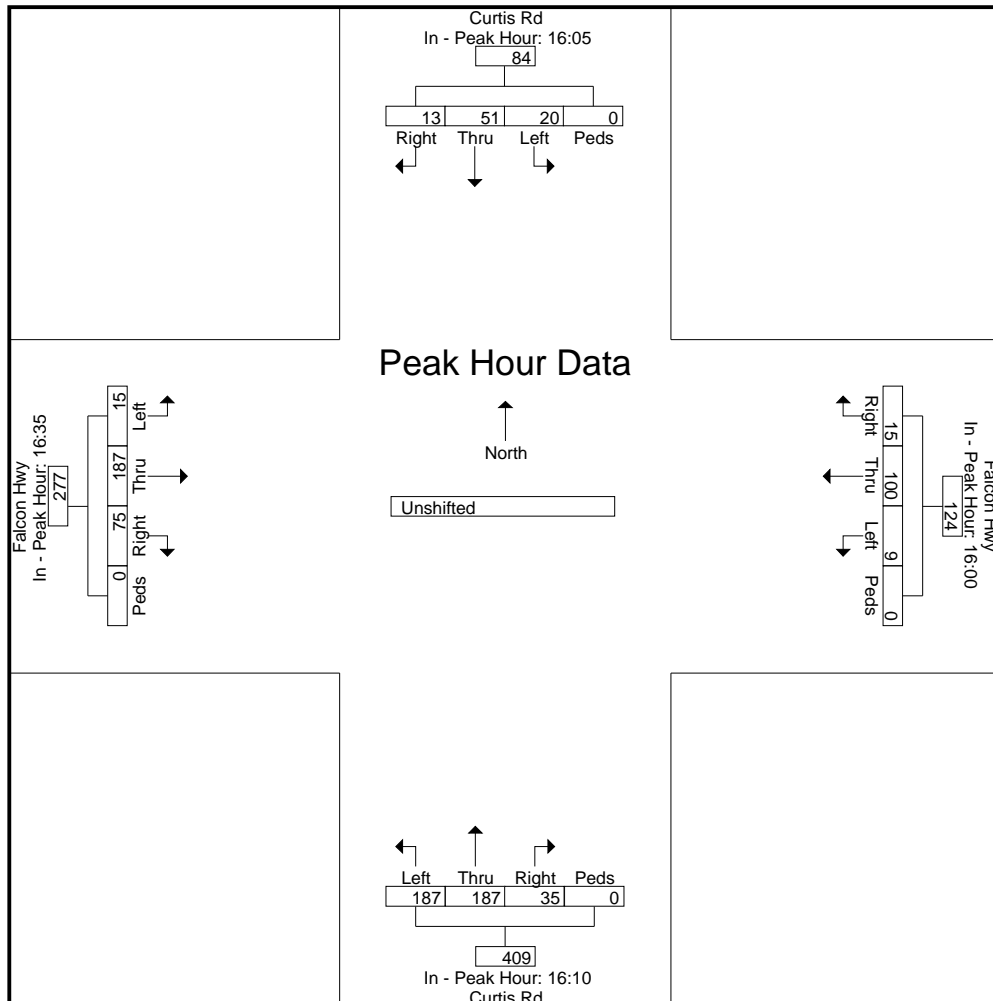 Curtis Rd
In - Peak Hour: 16:05
84
13 51 20 0
Right Thru Left Peds
Peak Hour Data
North
Unshifted
Falcon Hwy
In - Peak Hour: 16:35
277
15 187 75 0
Left Thru Right Peds
Falcon Hwy
In - Peak Hour: 16:00
124
15 100 9 0
Right Thru Left Peds
Left Thru Right Peds
187 187 35 0
409
In - Peak Hour: 16:10
Curtis Rd